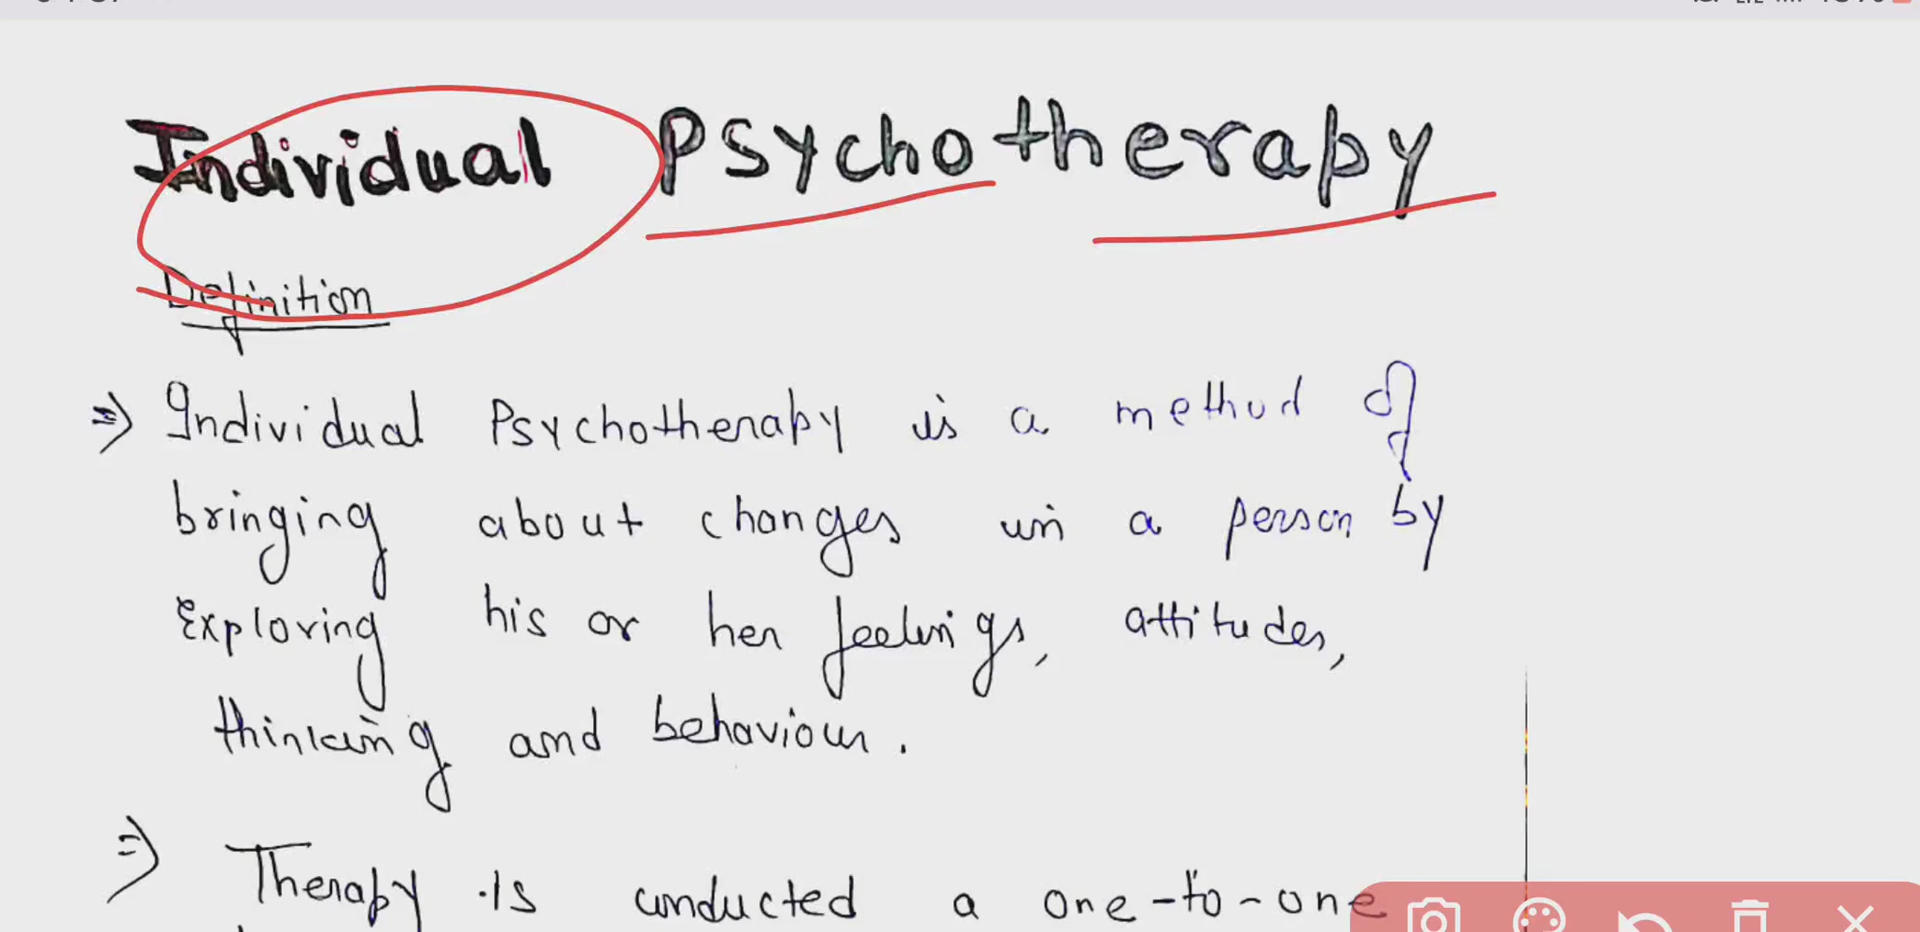 Individual Psychotherapy
Definition
⇒ Individual Psychotherapy is a method of
bringing about changes in a person by
Exploring his or her feelings, attitudes,
thinking and behaviour.
⇒ Therapy is conducted a one-to-one